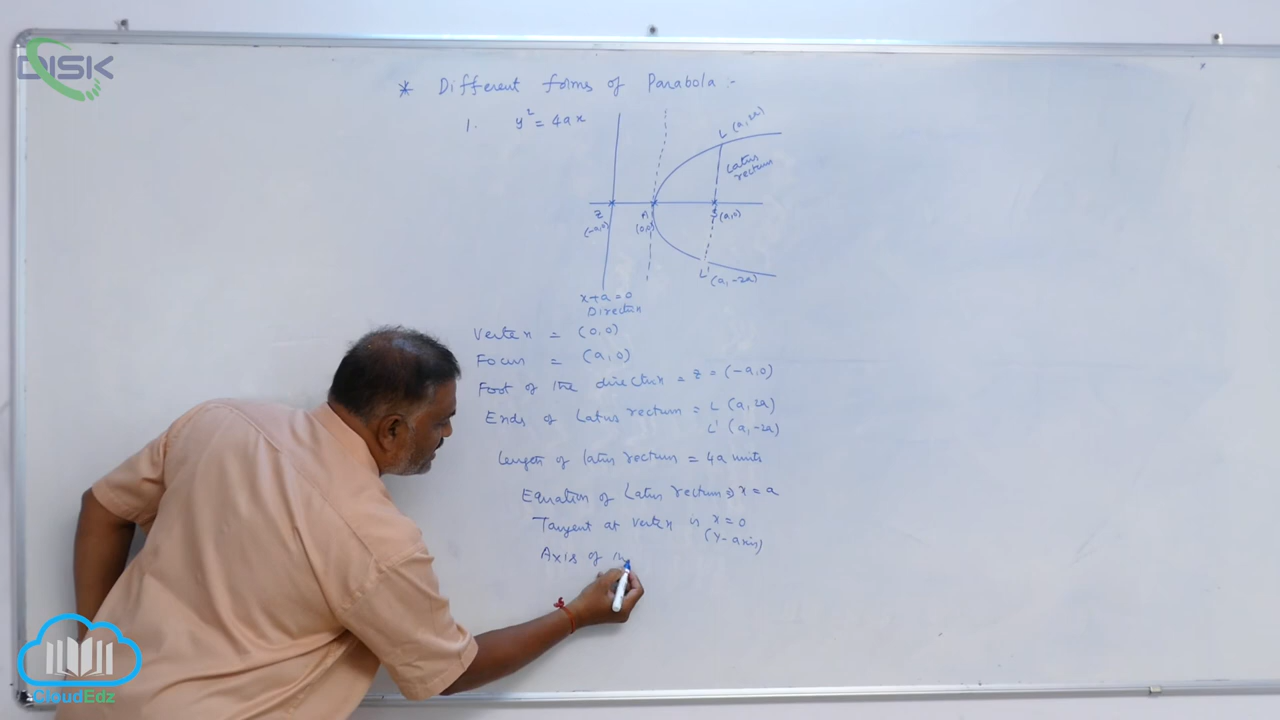 DISK
* Different forms of Parabola :-
1. y² = 4ax
L (a, 2a)
Latus
rectum
Z
(-a,0)
A
(0,0)
S (a,0)
L' (a, -2a)
x+a=0
Directrix
Vertex = (0,0)
Focus = (a,0)
Foot of the directrix = Z = (-a,0)
Ends of Latus rectum = L (a, 2a)
L' (a, -2a)
Length of latus rectum = 4a units
Equation of Latus rectum ⇒ x = a
Tangent at vertex is x = 0
(Y-axis)
Axis of
CloudEdz